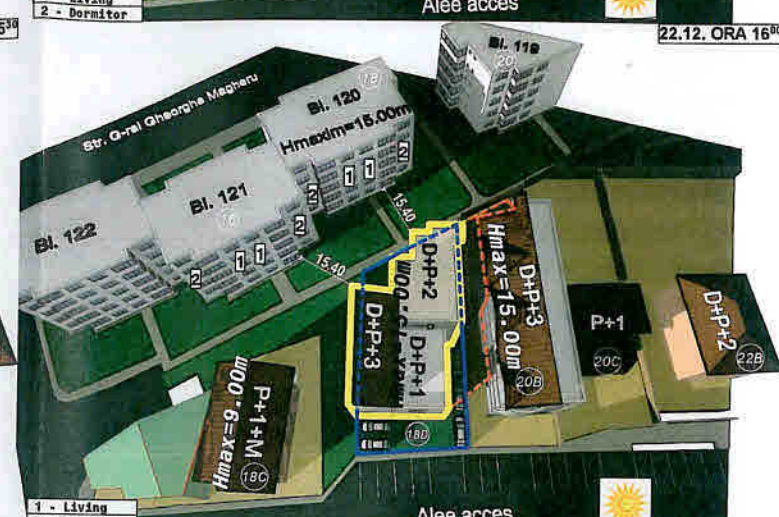 Alee acces
2 - Dormitor
22.12. ORA 16⁰⁰
Str. G-ral Gheorghe Magheru
Bl. 119
20
Bl. 120
18
Hmaxim=15.00m
Bl. 121
16
Bl. 122
2
1
1
2
2
1
1
2
15.40
15.40
D+P+2
D+P+3
D+P+1
18D
D+P+3
Hmax=15.00m
20B
P+1
20C
D+P+2
22B
P+1+M
Hmax=9.00m
18C
1 - Living
Alee acces